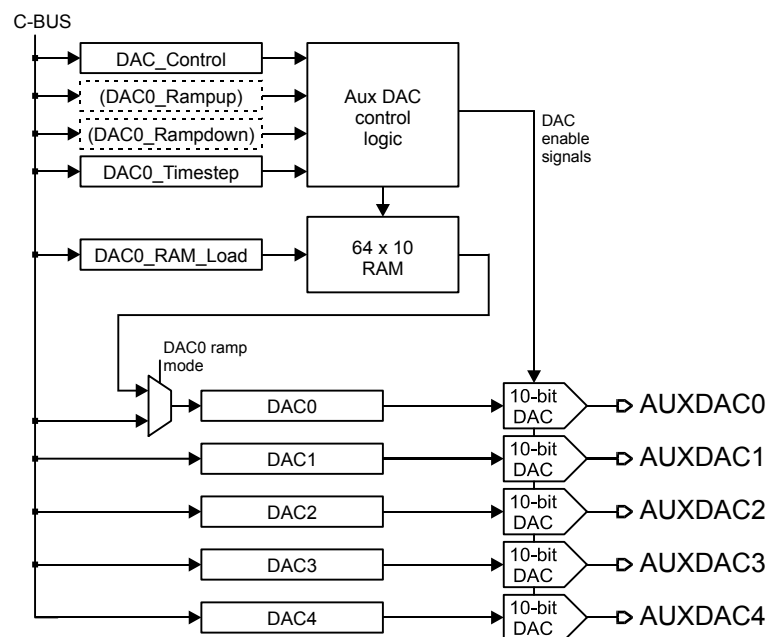 C-BUS
DAC_Control
(DAC0_Rampup)
(DAC0_Rampdown)
DAC0_Timestep
Aux DAC
control
logic
DAC
enable
signals
DAC0_RAM_Load
64 x 10
RAM
DAC0 ramp
mode
DAC0
10-bit
DAC
AUXDAC0
DAC1
10-bit
DAC
AUXDAC1
DAC2
10-bit
DAC
AUXDAC2
DAC3
10-bit
DAC
AUXDAC3
DAC4
10-bit
DAC
AUXDAC4